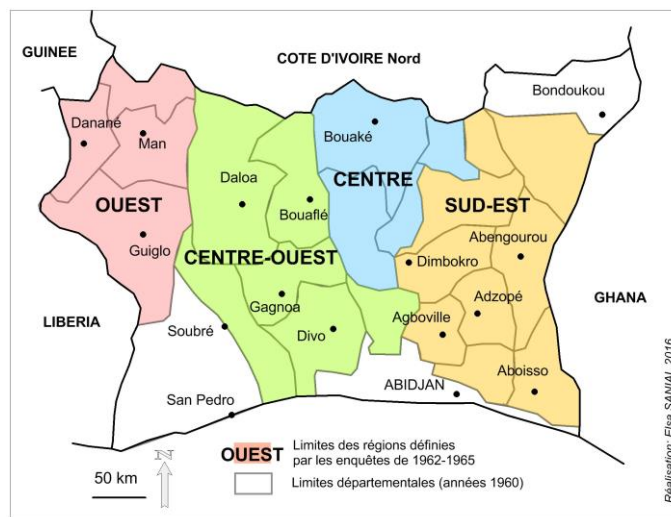 GUINEE
COTE D'IVOIRE Nord
Bondoukou
Danané
Man
Bouaké
Daloa
CENTRE
OUEST
Bouaflé
SUD-EST
Abengourou
Guiglo
CENTRE-OUEST
Dimbokro
Gagnoa
Adzopé
GHANA
LIBERIA
Soubré
Divo
Agboville
Aboisso
ABIDJAN
San Pedro
OUEST
Limites des régions définies
par les enquêtes de 1962-1965
N
50 km
Limites départementales (années 1960)
Réalisation: Elsa SANIAL 2016